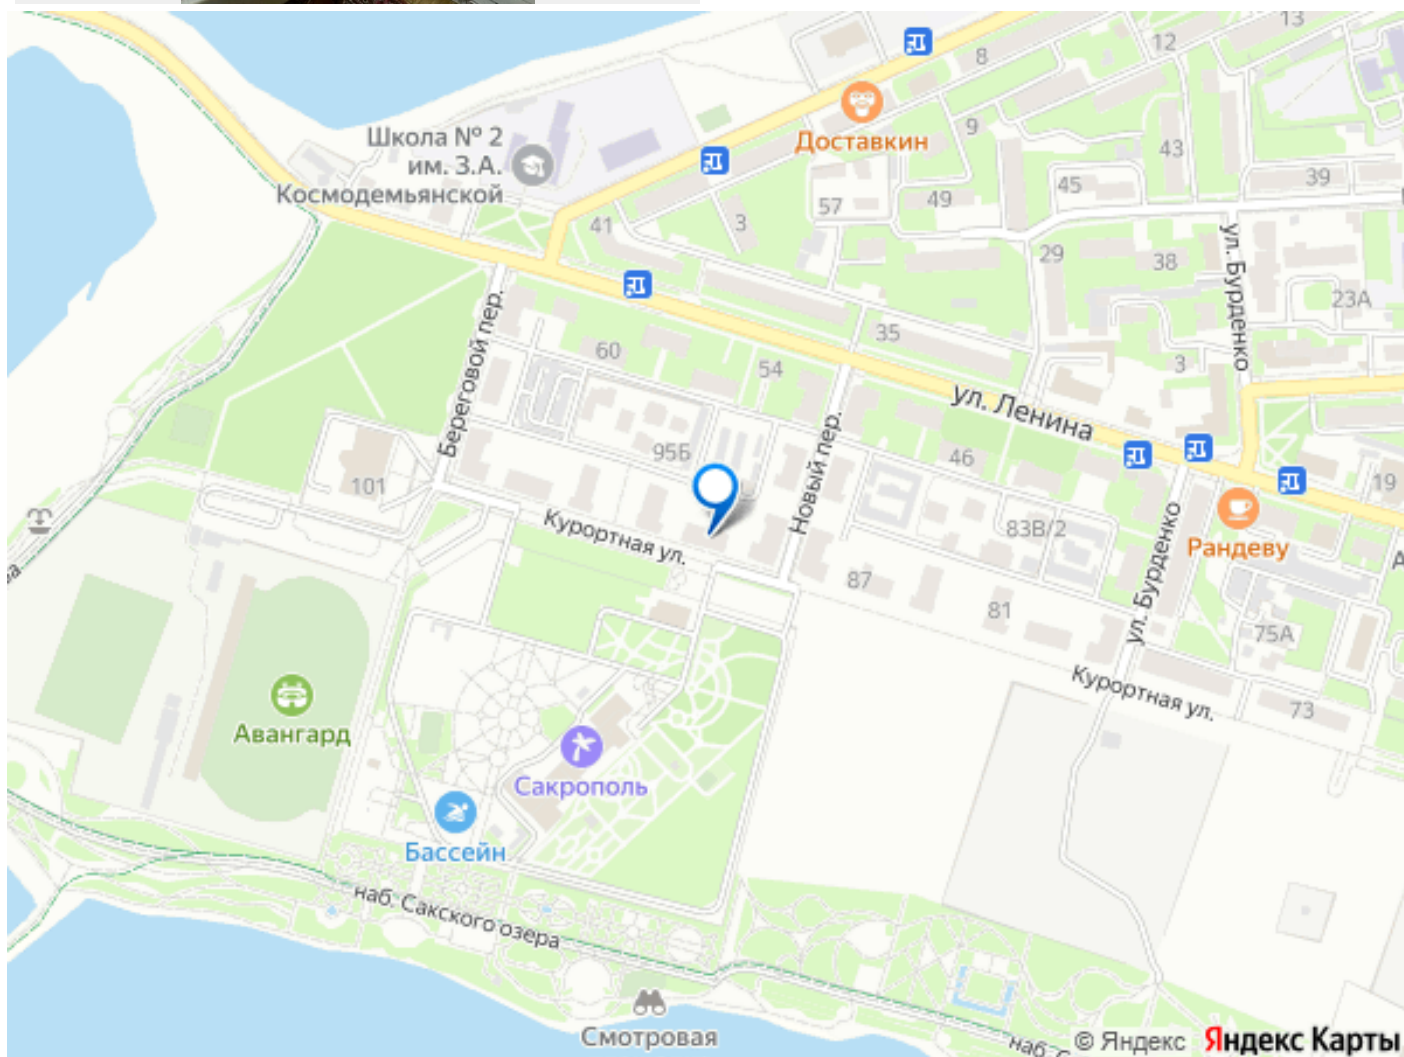 13
12
8
Доставкин
9
Школа № 2
им. З.А.
Космодемьянской
43
39
45
49
57
3
41
29
38
ул. Бурденко
23А
Береговой пер.
35
60
54
3
ул. Ленина
95Б
46
Новый пер.
101
19
Рандеву
83В/2
Курортная ул.
87
81
ул. Бурденко
75А
Курортная ул.
73
Авангард
Сакрополь
Бассейн
наб. Сакского озера
Смотровая
© Яндекс
Яндекс Карты